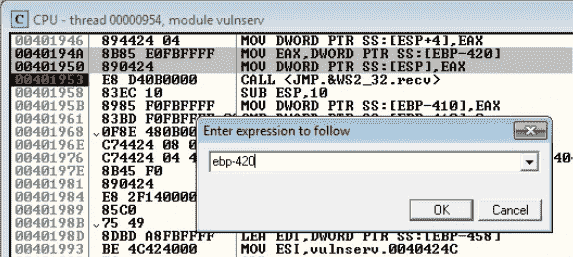 CPU - thread 00000954, module vulnserv
00401946 894424 04 MOV DWORD PTR SS:[ESP+4],EAX
0040194A 8B85 E0FBFFFF MOV EAX,DWORD PTR SS:[EBP-420]
00401950 890424 MOV DWORD PTR SS:[ESP],EAX
00401953 E8 D40B0000 CALL <JMP.&WS2_32.recv>
00401958 83EC 10 SUB ESP,10
0040195B 8985 F0FBFFFF MOV DWORD PTR SS:[EBP-410],EAX
00401961 83BD F0FBFFFF
00401968 0F8E 480B00
0040196E C74424 08 0
00401976 C74424 04 4
0040197E 8B45 F0
00401981 890424
00401984 E8 2F140000
00401989 85C0
0040198B 75 49
0040198D 8DBD A8FBFFFF LEA EDI,DWORD PTR SS:[EBP-458]
00401993 BE 4C424000 MOV ESI,vulnserv.0040424C
Enter expression to follow
ebp-420
OK Cancel